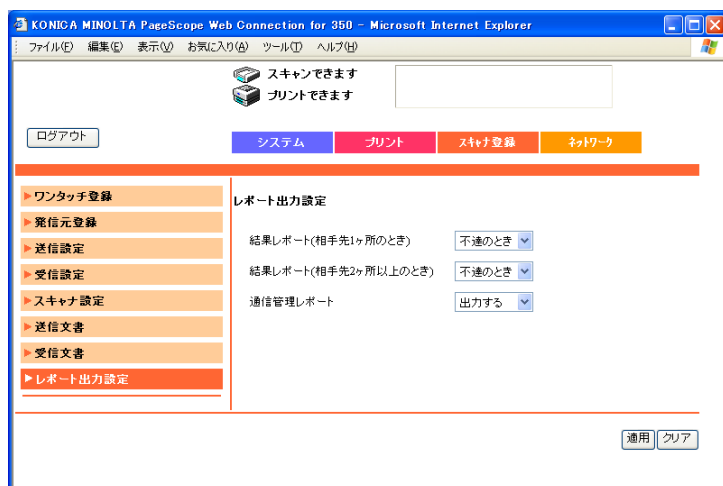 KONICA MINOLTA PageScope Web Connection for 350 - Microsoft Internet Explorer
ファイル(F) 編集(E) 表示(V) お気に入り(A) ツール(T) ヘルプ(H)
スキャンできます
プリントできます
ログアウト
システム プリント スキャナ登録 ネットワーク
ワンタッチ登録
発信元登録
送信設定
受信設定
スキャナ設定
送信文書
受信文書
レポート出力設定
レポート出力設定
結果レポート(相手先1ヶ所のとき) 不達のとき
結果レポート(相手先2ヶ所以上のとき) 不達のとき
通信管理レポート 出力する
適用 クリア